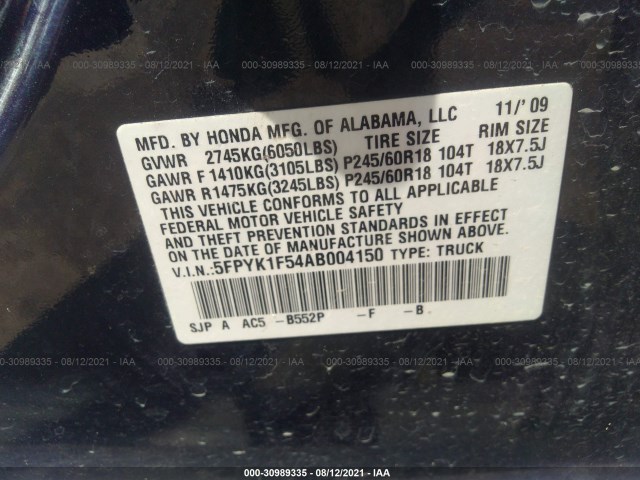 000-30989335 - 08/12/2021 - IAA
MFD. BY HONDA MFG. OF ALABAMA, LLC 11/' 09
GVWR 2745KG(6050LBS) TIRE SIZE RIM SIZE
GAWR F 1410KG(3105LBS) P245/60R18 104T 18X7.5J
GAWR R 1475KG(3245LBS) P245/60R18 104T 18X7.5J
THIS VEHICLE CONFORMS TO ALL APPLICABLE
FEDERAL MOTOR VEHICLE SAFETY
AND THEFT PREVENTION STANDARDS IN EFFECT
ON THE DATE OF MANUFACTURE SHOWN ABOVE.
V.I.N.:5FPYK1F54AB004150 TYPE: TRUCK
SJP A AC5 -B552P -F -B-
000-30989335 - 08/12/2021 - IAA